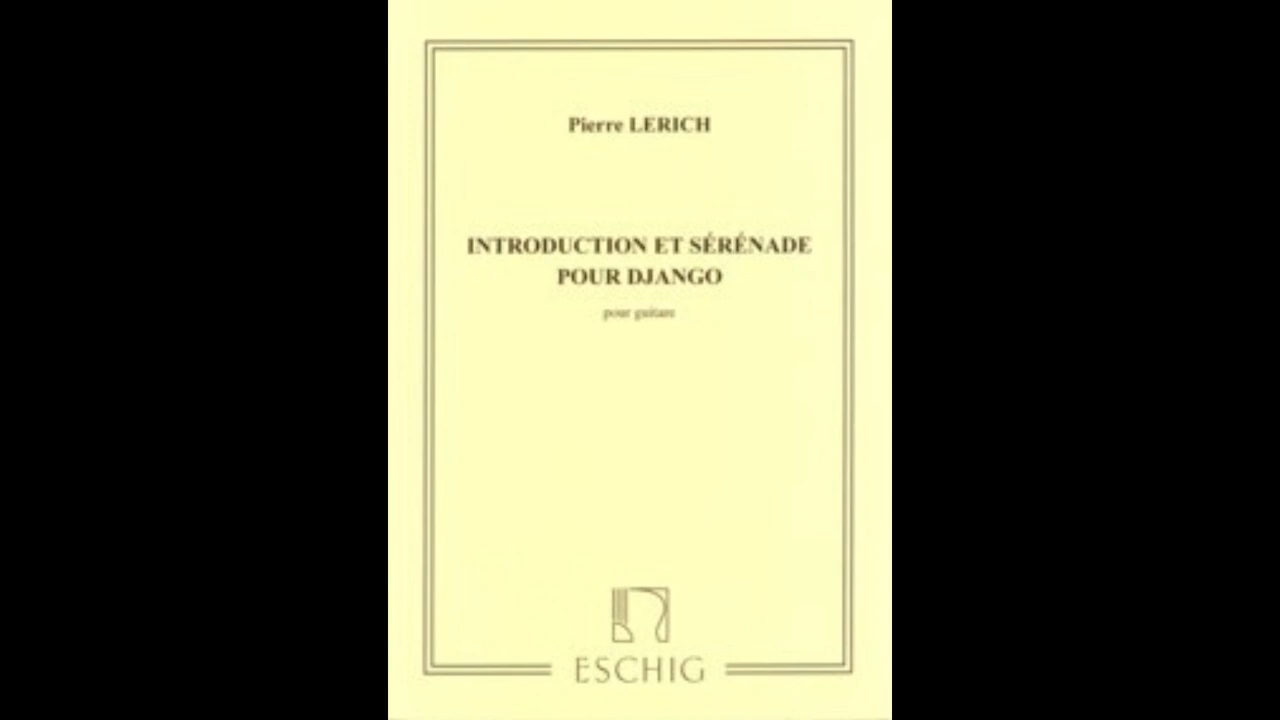 Pierre LERICH
INTRODUCTION ET SÉRÉNADE
POUR DJANGO
pour guitare
ESCHIG